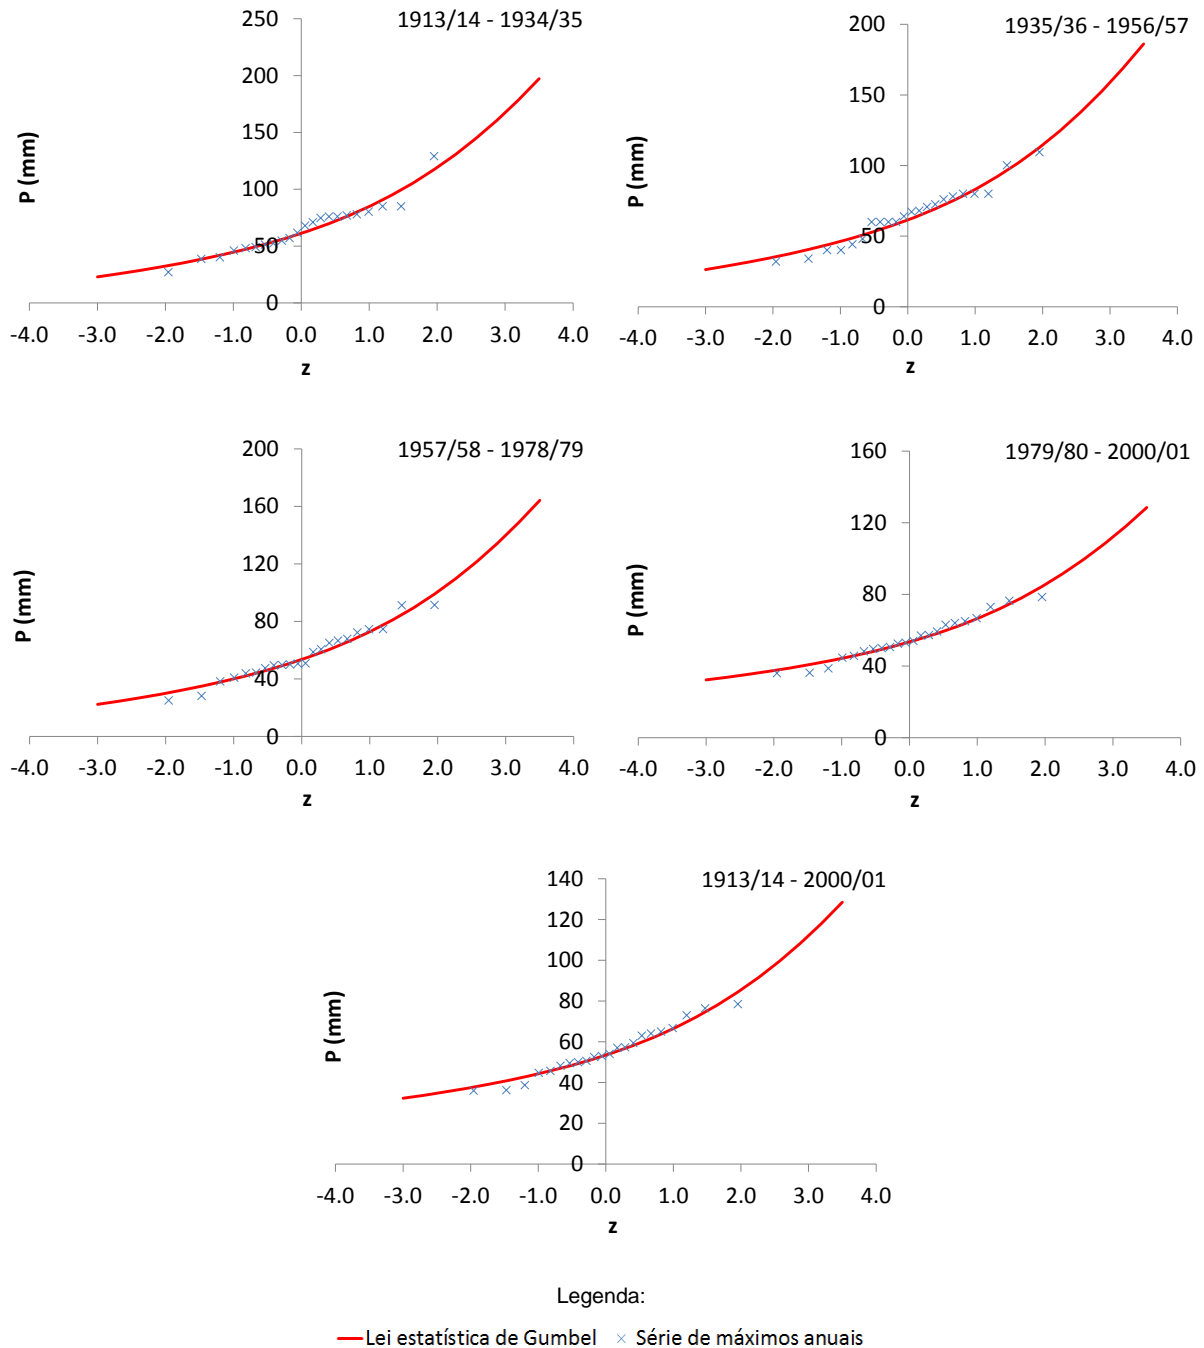 1913/14 - 1934/35
250
200
150
100
50
0
P (mm)
-4.0 -3.0 -2.0 -1.0 0.0 1.0 2.0 3.0 4.0
z
1935/36 - 1956/57
200
150
100
50
0
P (mm)
-4.0 -3.0 -2.0 -1.0 0.0 1.0 2.0 3.0 4.0
z
1957/58 - 1978/79
200
160
120
80
40
0
P (mm)
-4.0 -3.0 -2.0 -1.0 0.0 1.0 2.0 3.0 4.0
z
1979/80 - 2000/01
160
120
80
40
0
P (mm)
-4.0 -3.0 -2.0 -1.0 0.0 1.0 2.0 3.0 4.0
z
1913/14 - 2000/01
140
120
100
80
60
40
20
0
P (mm)
-4.0 -3.0 -2.0 -1.0 0.0 1.0 2.0 3.0 4.0
z
Legenda:
Lei estatística de Gumbel Série de máximos anuais